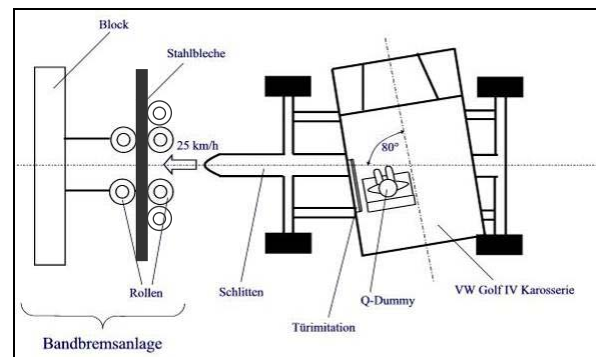 Block
Stahlbleche
25 km/h
80°
Rollen
Schlitten
Q-Dummy
VW Golf IV Karosserie
Türimitation
Bandbremsanlage